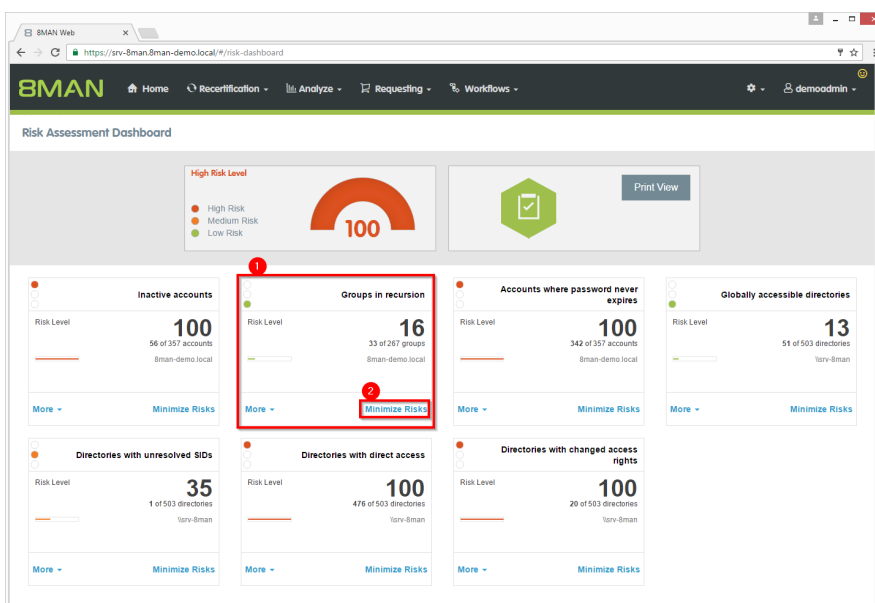 8MAN Web
https://srv-8man.8man-demo.local/#/risk-dashboard
8MAN Home Recertification Analyze Requesting Workflows demoadmin
Risk Assessment Dashboard
High Risk Level
High Risk
Medium Risk
Low Risk
100
Print View
1
Inactive accounts
Risk Level
100
56 of 357 accounts
8man-demo.local
More
Minimize Risks
Groups in recursion
Risk Level
16
33 of 267 groups
8man-demo.local
2
More
Minimize Risks
Accounts where password never
expires
Risk Level
100
342 of 357 accounts
8man-demo.local
More
Minimize Risks
Globally accessible directories
Risk Level
13
51 of 503 directories
\\srv-8man
More
Minimize Risks
Directories with unresolved SIDs
Risk Level
35
1 of 503 directories
\\srv-8man
More
Minimize Risks
Directories with direct access
Risk Level
100
476 of 503 directories
\\srv-8man
More
Minimize Risks
Directories with changed access
rights
Risk Level
100
20 of 503 directories
\\srv-8man
More
Minimize Risks